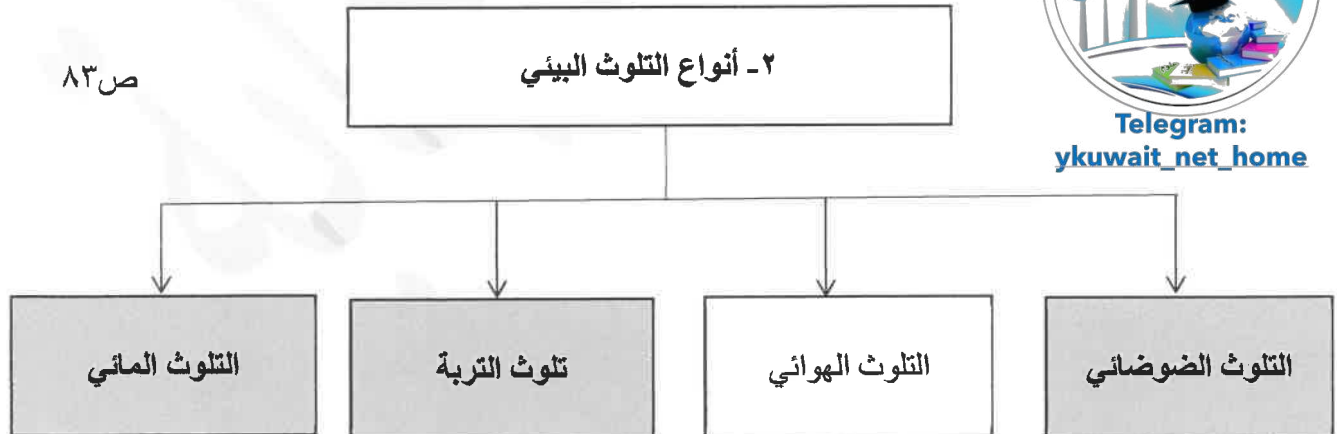 ٢- أنواع التلوث البيئي
ص٨٣
Telegram:
ykuwait_net_home
التلوث الضوضائي
التلوث الهوائي
تلوث التربة
التلوث المائي